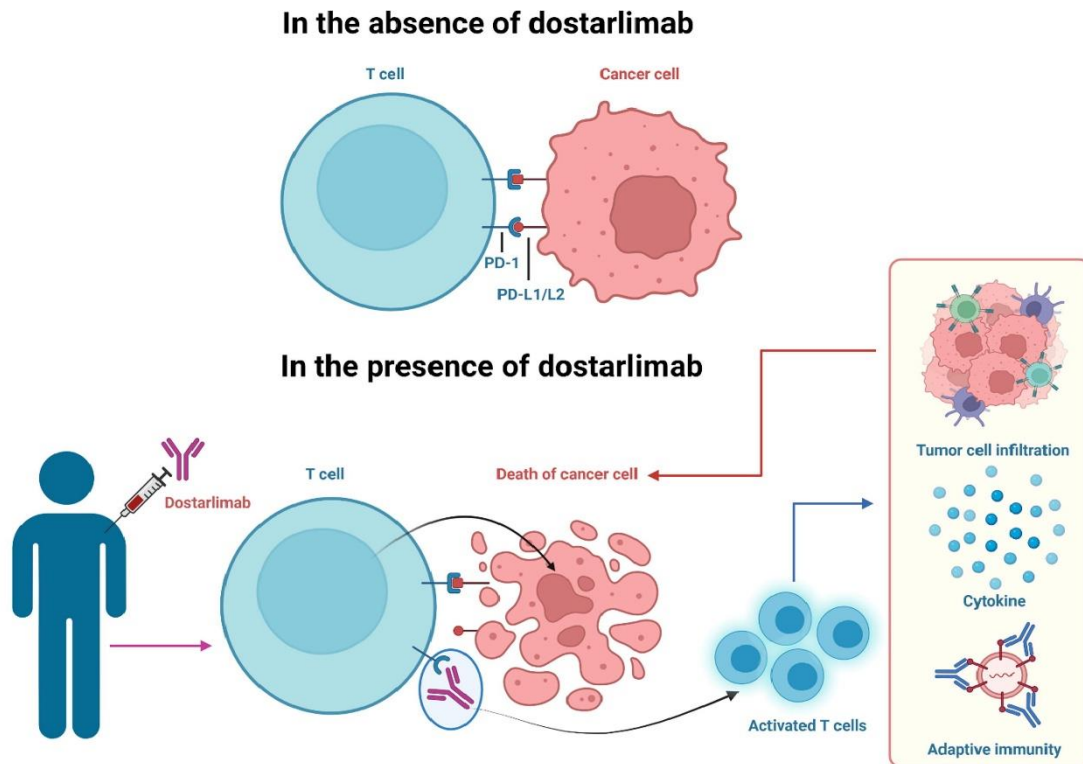 In the absence of dostarlimab
T cell
Cancer cell
PD-1
PD-L1/L2
In the presence of dostarlimab
Dostarlimab
T cell
Death of cancer cell
Activated T cells
Tumor cell infiltration
Cytokine
Adaptive immunity